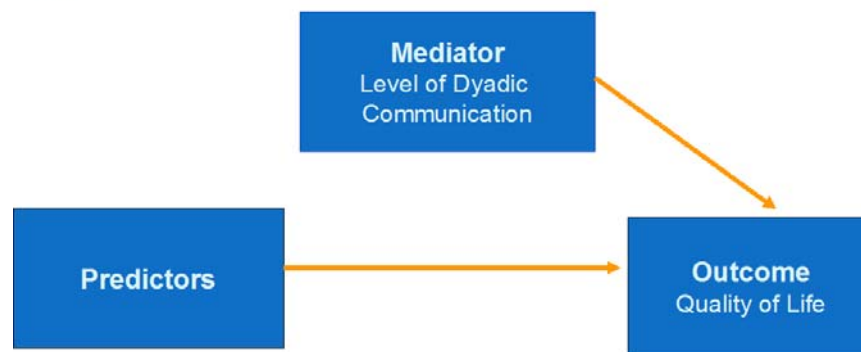 Mediator
Level of Dyadic
Communication
Predictors
Outcome
Quality of Life